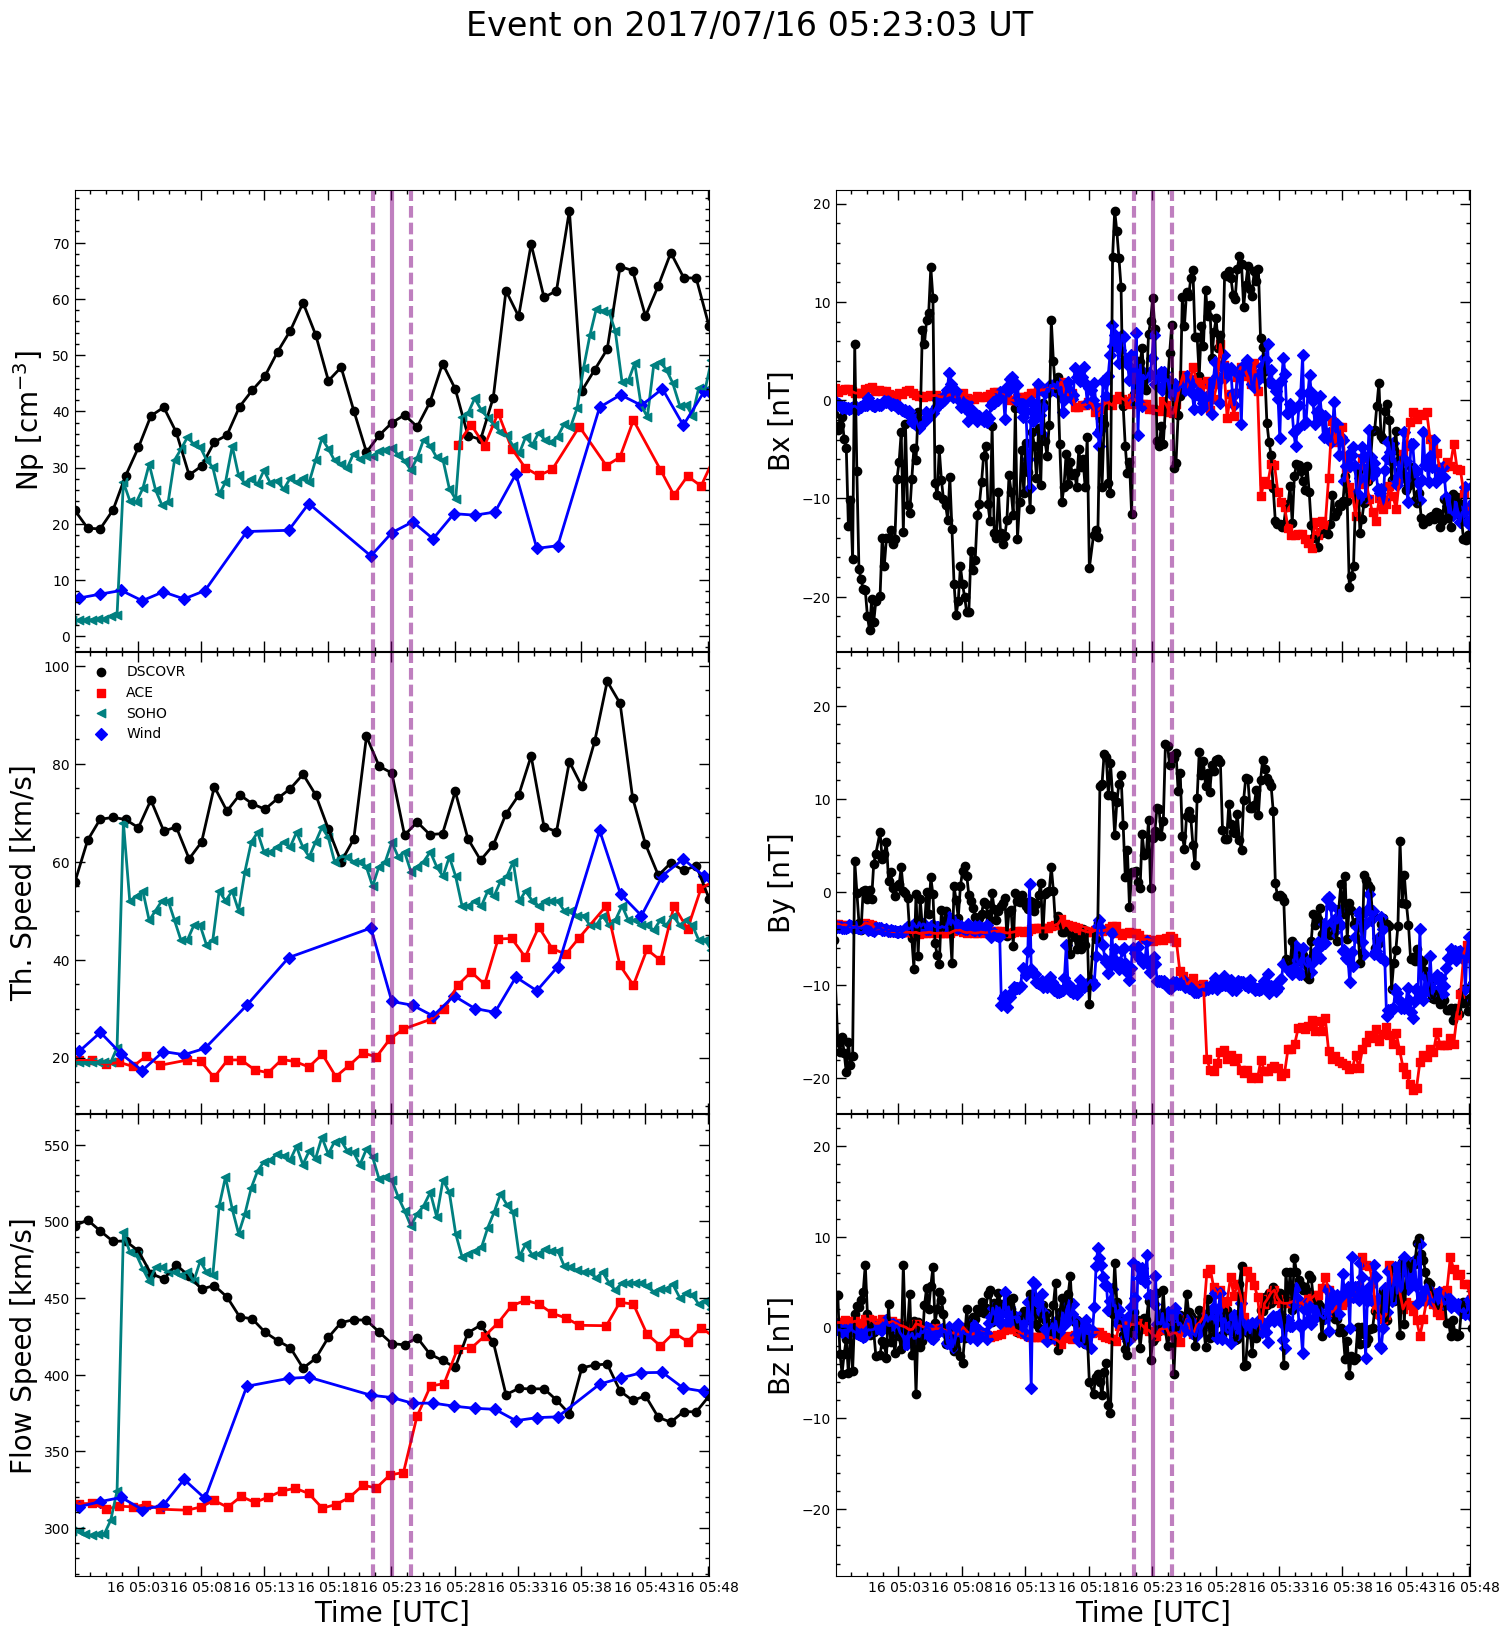 Event on 2017/07/16 05:23:03 UT
Np [cm⁻³]
70
60
50
40
30
20
10
0
Bx [nT]
20
10
0
−10
−20
Th. Speed [km/s]
100
80
60
40
20
DSCOVR
ACE
SOHO
Wind
By [nT]
20
10
0
−10
−20
Flow Speed [km/s]
550
500
450
400
350
300
Bz [nT]
20
10
0
−10
−20
16 05:03 16 05:08 16 05:13 16 05:18 16 05:23 16 05:28 16 05:33 16 05:38 16 05:43 16 05:48
Time [UTC]
16 05:03 16 05:08 16 05:13 16 05:18 16 05:23 16 05:28 16 05:33 16 05:38 16 05:43 16 05:48
Time [UTC]